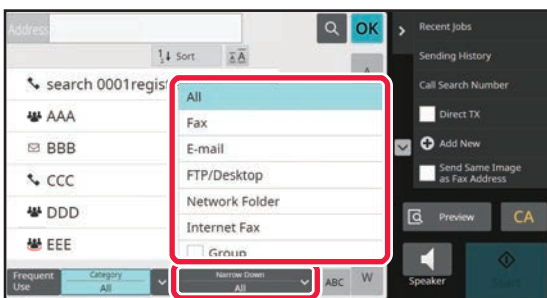 Address
OK
Sort
search 0001regis
AAA
BBB
CCC
DDD
EEE
All
Fax
E-mail
FTP/Desktop
Network Folder
Internet Fax
Group
Frequent
Use
Category
All
Narrow Down
All
ABC
W
Recent Jobs
Sending History
Call Search Number
Direct TX
Add New
Send Same Image
as Fax Address
Preview
CA
Speaker
Start